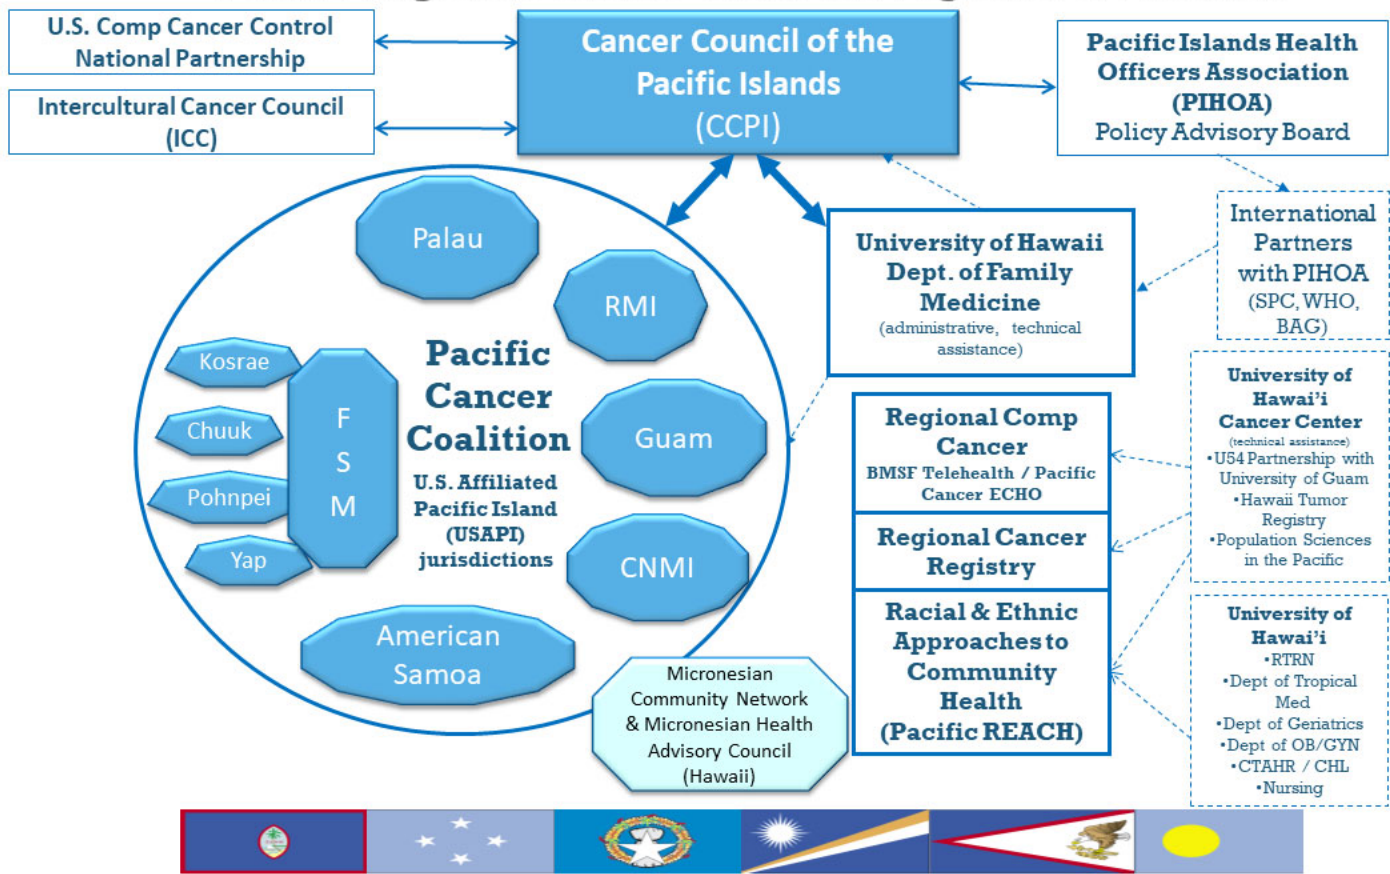 U.S. Comp Cancer Control
National Partnership
Intercultural Cancer Council
(ICC)
Cancer Council of the
Pacific Islands
(CCPI)
Pacific Islands Health
Officers Association
(PIHOA)
Policy Advisory Board
International
Partners
with PIHOA
(SPC, WHO,
BAG)
University of Hawaii
Dept. of Family
Medicine
(administrative, technical
assistance)
Palau
RMI
Guam
CNMI
American
Samoa
Kosrae
Chuuk
Pohnpei
Yap
F
S
M
Pacific
Cancer
Coalition
U.S. Affiliated
Pacific Island
(USAPI)
jurisdictions
Micronesian
Community Network
& Micronesian Health
Advisory Council
(Hawaii)
Regional Comp
Cancer
BMSF Telehealth / Pacific
Cancer ECHO
Regional Cancer
Registry
Racial & Ethnic
Approaches to
Community
Health
(Pacific REACH)
University of
Hawai’i
Cancer Center
(technical assistance)
•U54 Partnership with
University of Guam
•Hawaii Tumor
Registry
•Population Sciences
in the Pacific
University of
Hawai’i
•RTRN
•Dept of Tropical
Med
•Dept of Geriatrics
•Dept of OB/GYN
•CTAHR / CHL
•Nursing